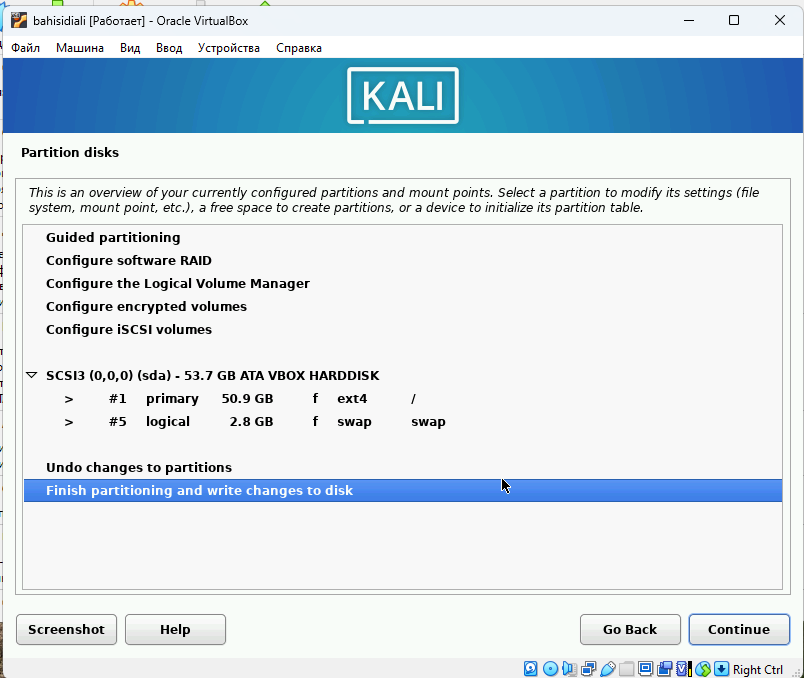 bahisidiali [Работает] - Oracle VirtualBox
Файл Машина Вид Ввод Устройства Справка
KALI
Partition disks
This is an overview of your currently configured partitions and mount points. Select a partition to modify its settings (file
system, mount point, etc.), a free space to create partitions, or a device to initialize its partition table.
Guided partitioning
Configure software RAID
Configure the Logical Volume Manager
Configure encrypted volumes
Configure iSCSI volumes
SCSI3 (0,0,0) (sda) - 53.7 GB ATA VBOX HARDDISK
> #1 primary 50.9 GB f ext4 /
> #5 logical 2.8 GB f swap swap
Undo changes to partitions
Finish partitioning and write changes to disk
Screenshot Help Go Back Continue
Right Ctrl